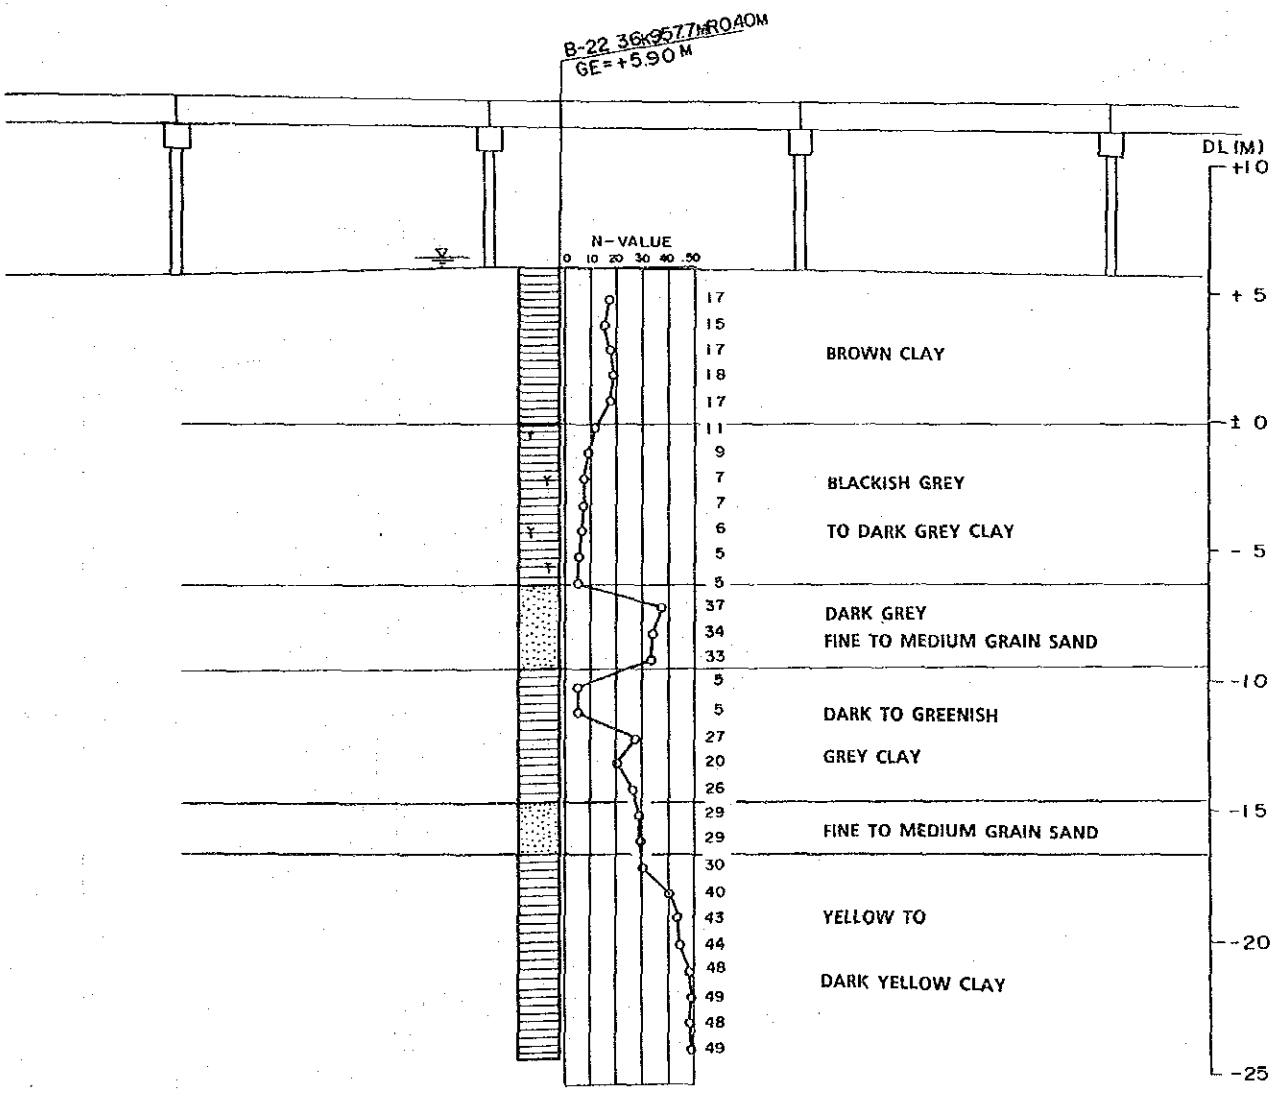 B-22 36K957.7MR0.40M
GE=+5.90 M
DL (M)
+10
N-VALUE
0 10 20 30 40 50
17
+ 5
15
17
BROWN CLAY
18
17
11
± 0
9
7
BLACKISH GREY
7
6
TO DARK GREY CLAY
5
- 5
5
37
DARK GREY
34
FINE TO MEDIUM GRAIN SAND
33
5
-10
5
DARK TO GREENISH
27
20
GREY CLAY
26
29
-15
29
FINE TO MEDIUM GRAIN SAND
30
40
43
YELLOW TO
44
-20
48
DARK YELLOW CLAY
49
48
49
-25